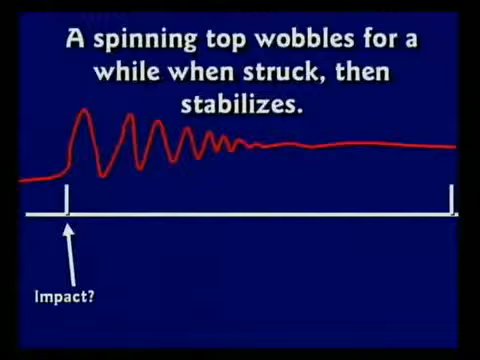 A spinning top wobbles for a
while when struck, then
stabilizes.
Impact?